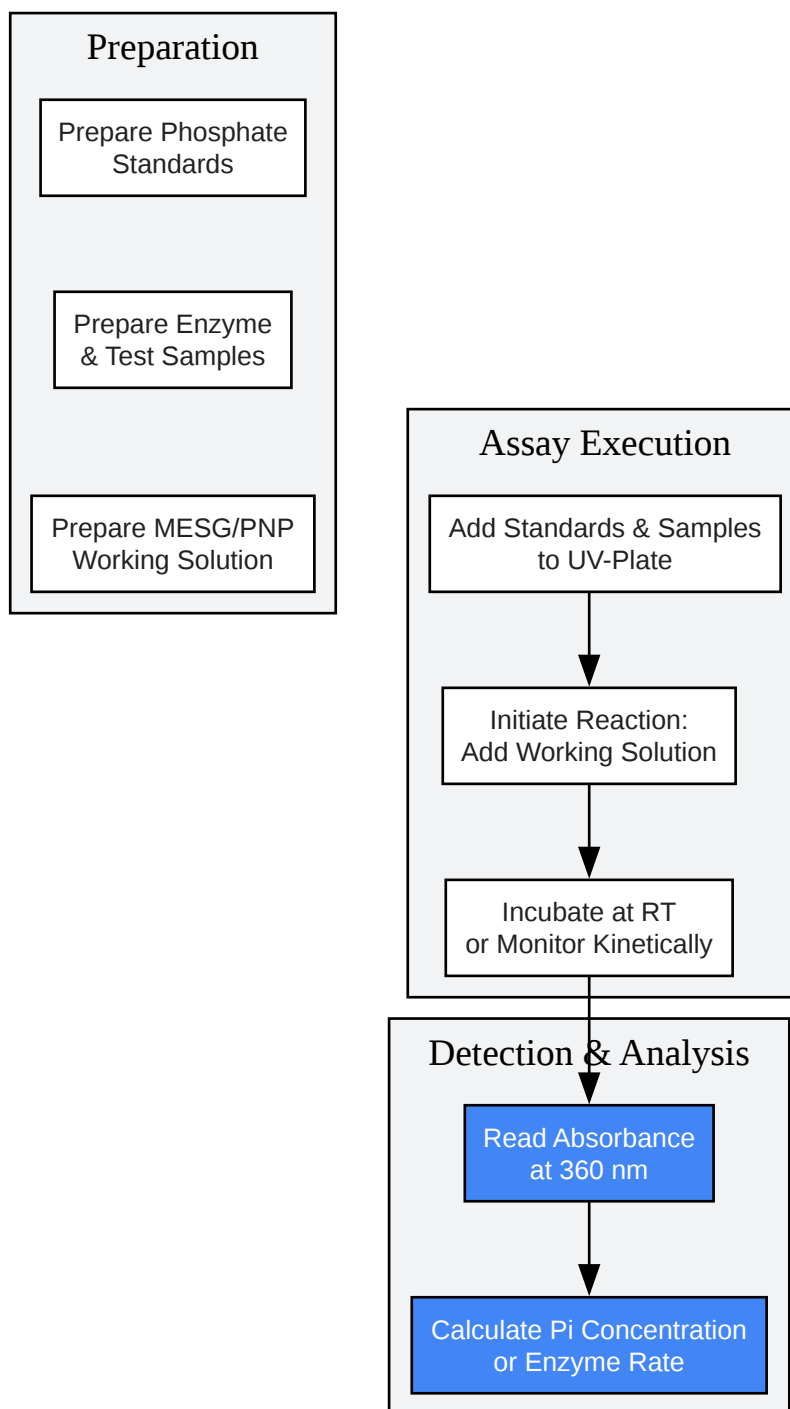 Preparation
Prepare Phosphate
Standards
Prepare Enzyme
& Test Samples
Prepare MESG/PNP
Working Solution
Assay Execution
Add Standards & Samples
to UV-Plate
Initiate Reaction:
Add Working Solution
Incubate at RT
or Monitor Kinetically
Detection & Analysis
Read Absorbance
at 360 nm
Calculate Pi Concentration
or Enzyme Rate